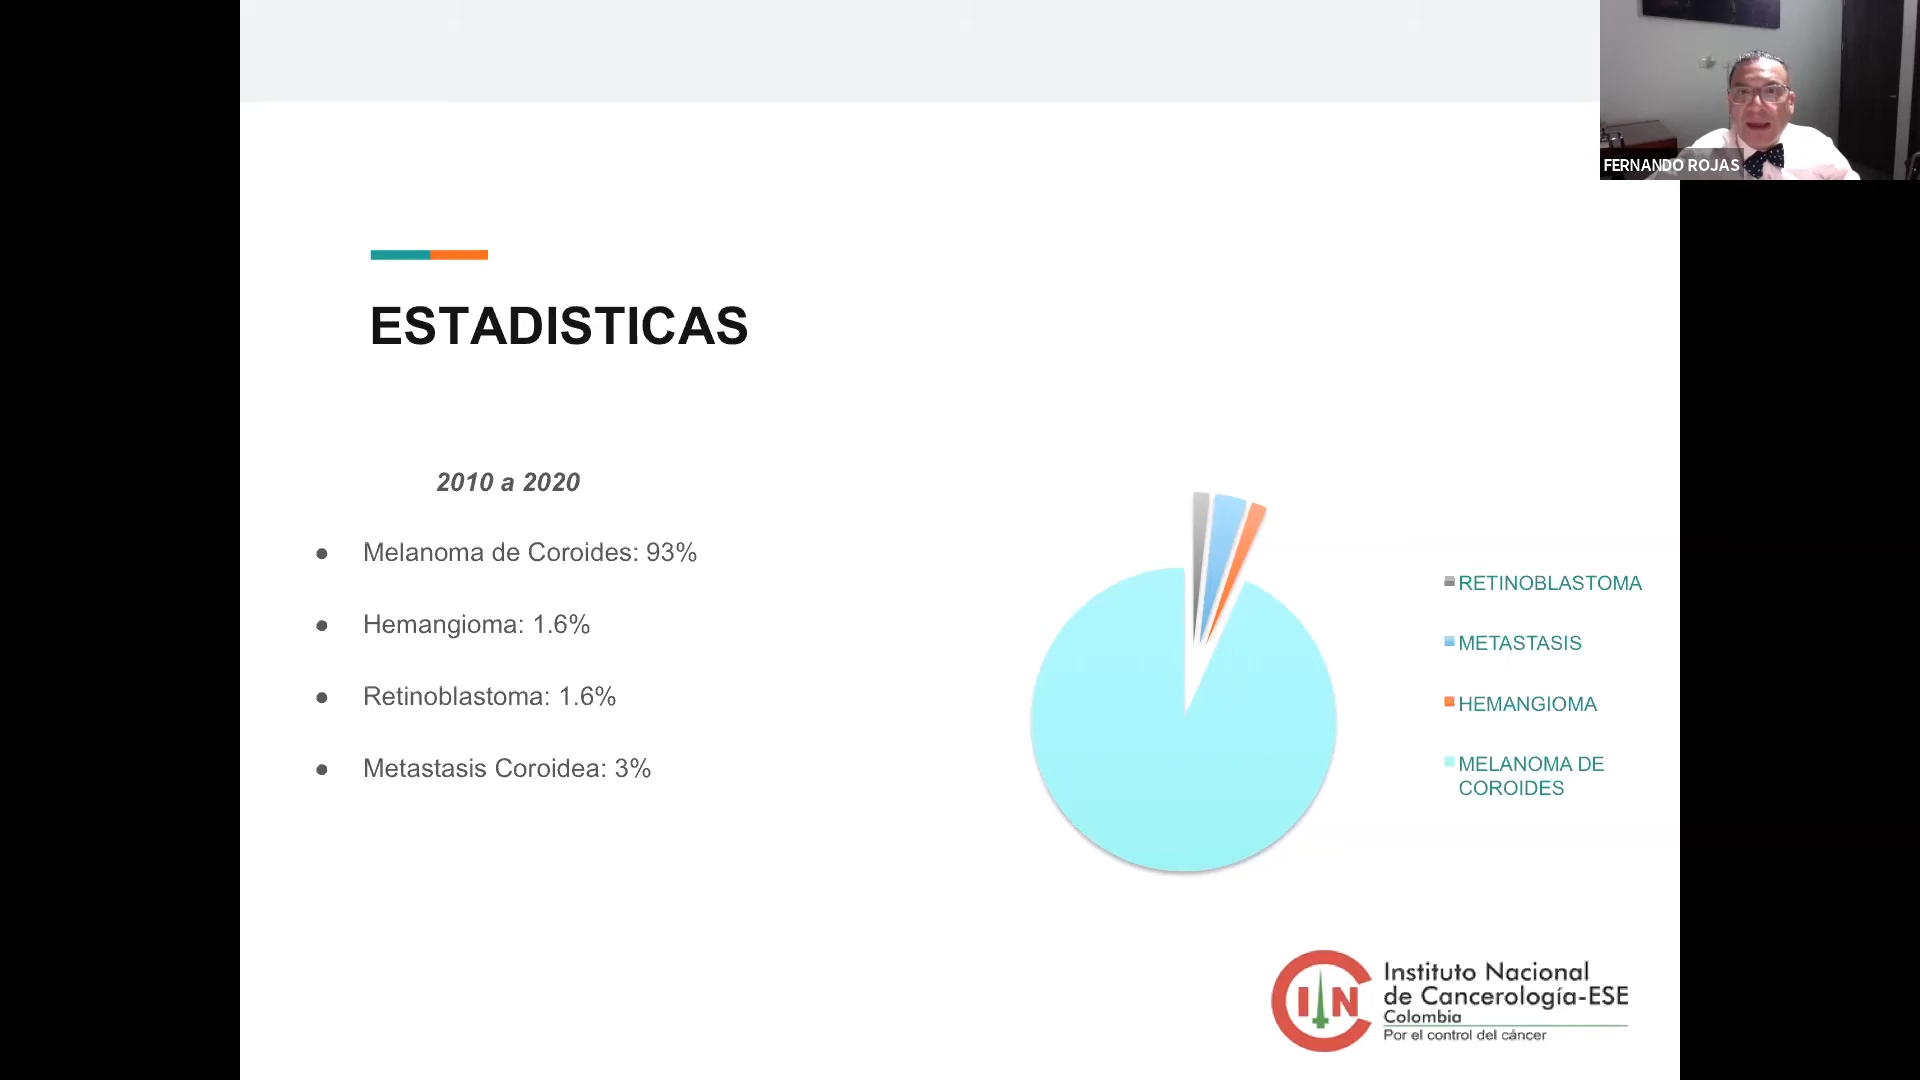 FERNANDO ROJAS
ESTADISTICAS
2010 a 2020
● Melanoma de Coroides: 93%
● Hemangioma: 1.6%
● Retinoblastoma: 1.6%
● Metastasis Coroidea: 3%
RETINOBLASTOMA
METASTASIS
HEMANGIOMA
MELANOMA DE
COROIDES
CIN
Instituto Nacional
de Cancerología-ESE
Colombia
Por el control del cáncer